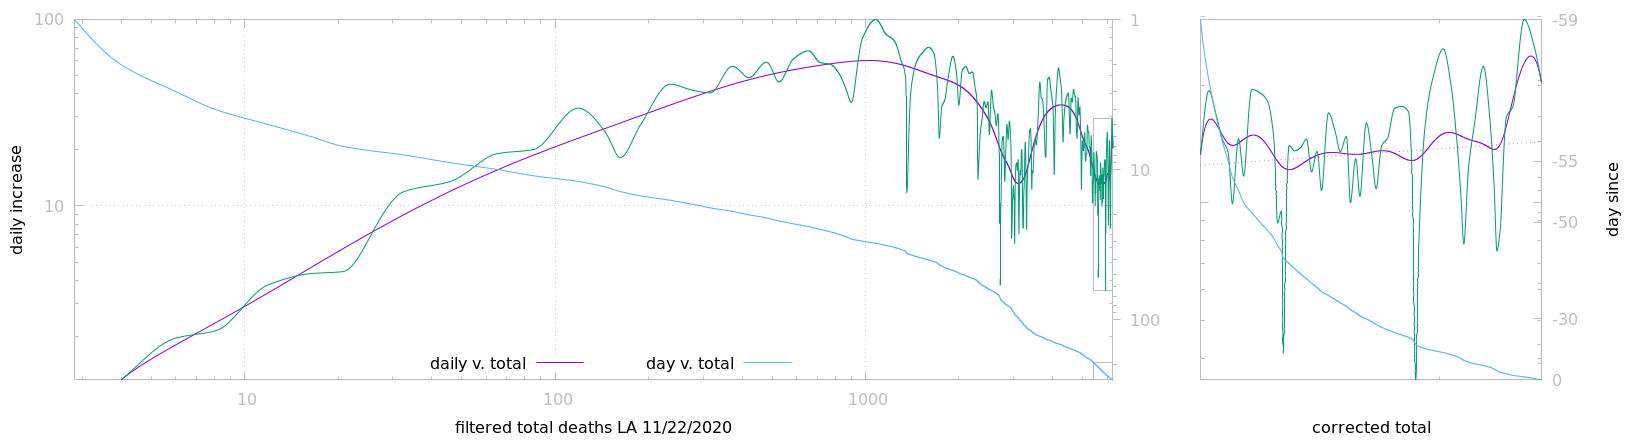 100
10
daily increase
daily v. total
day v. total
10 100 1000
filtered total deaths LA 11/22/2020
1
10
100
-59
-55
-50
-30
0
day since
corrected total